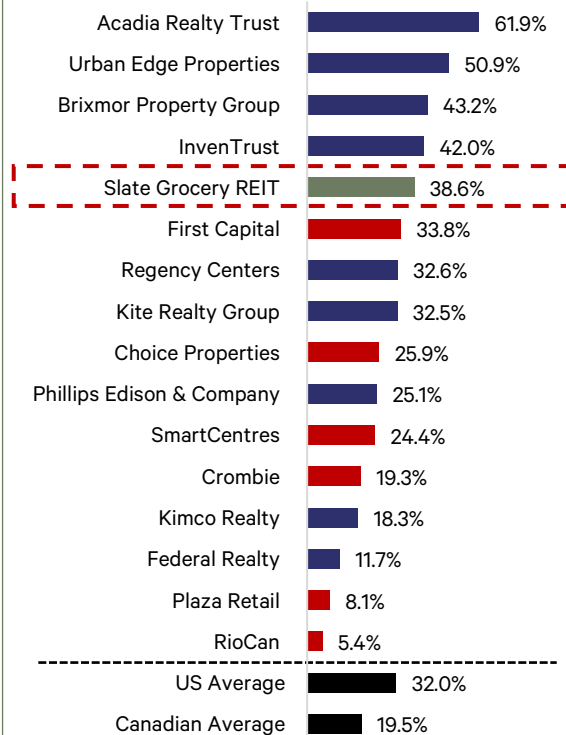 Acadia Realty Trust 61.9%
Urban Edge Properties 50.9%
Brixmor Property Group 43.2%
InvenTrust 42.0%
Slate Grocery REIT 38.6%
First Capital 33.8%
Regency Centers 32.6%
Kite Realty Group 32.5%
Choice Properties 25.9%
Phillips Edison & Company 25.1%
SmartCentres 24.4%
Crombie 19.3%
Kimco Realty 18.3%
Federal Realty 11.7%
Plaza Retail 8.1%
RioCan 5.4%
US Average 32.0%
Canadian Average 19.5%